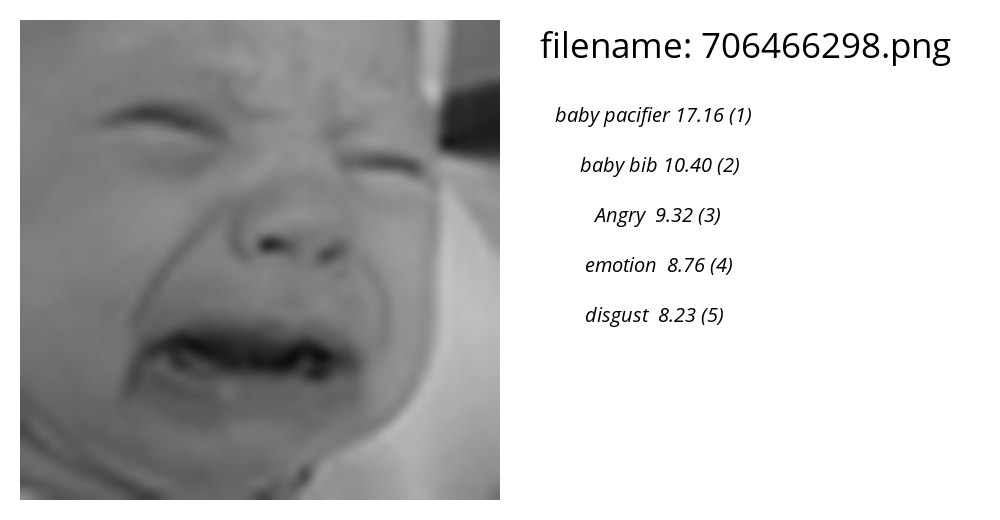 filename: 706466298.png
baby pacifier 17.16 (1)
baby bib 10.40 (2)
Angry 9.32 (3)
emotion 8.76 (4)
disgust 8.23 (5)